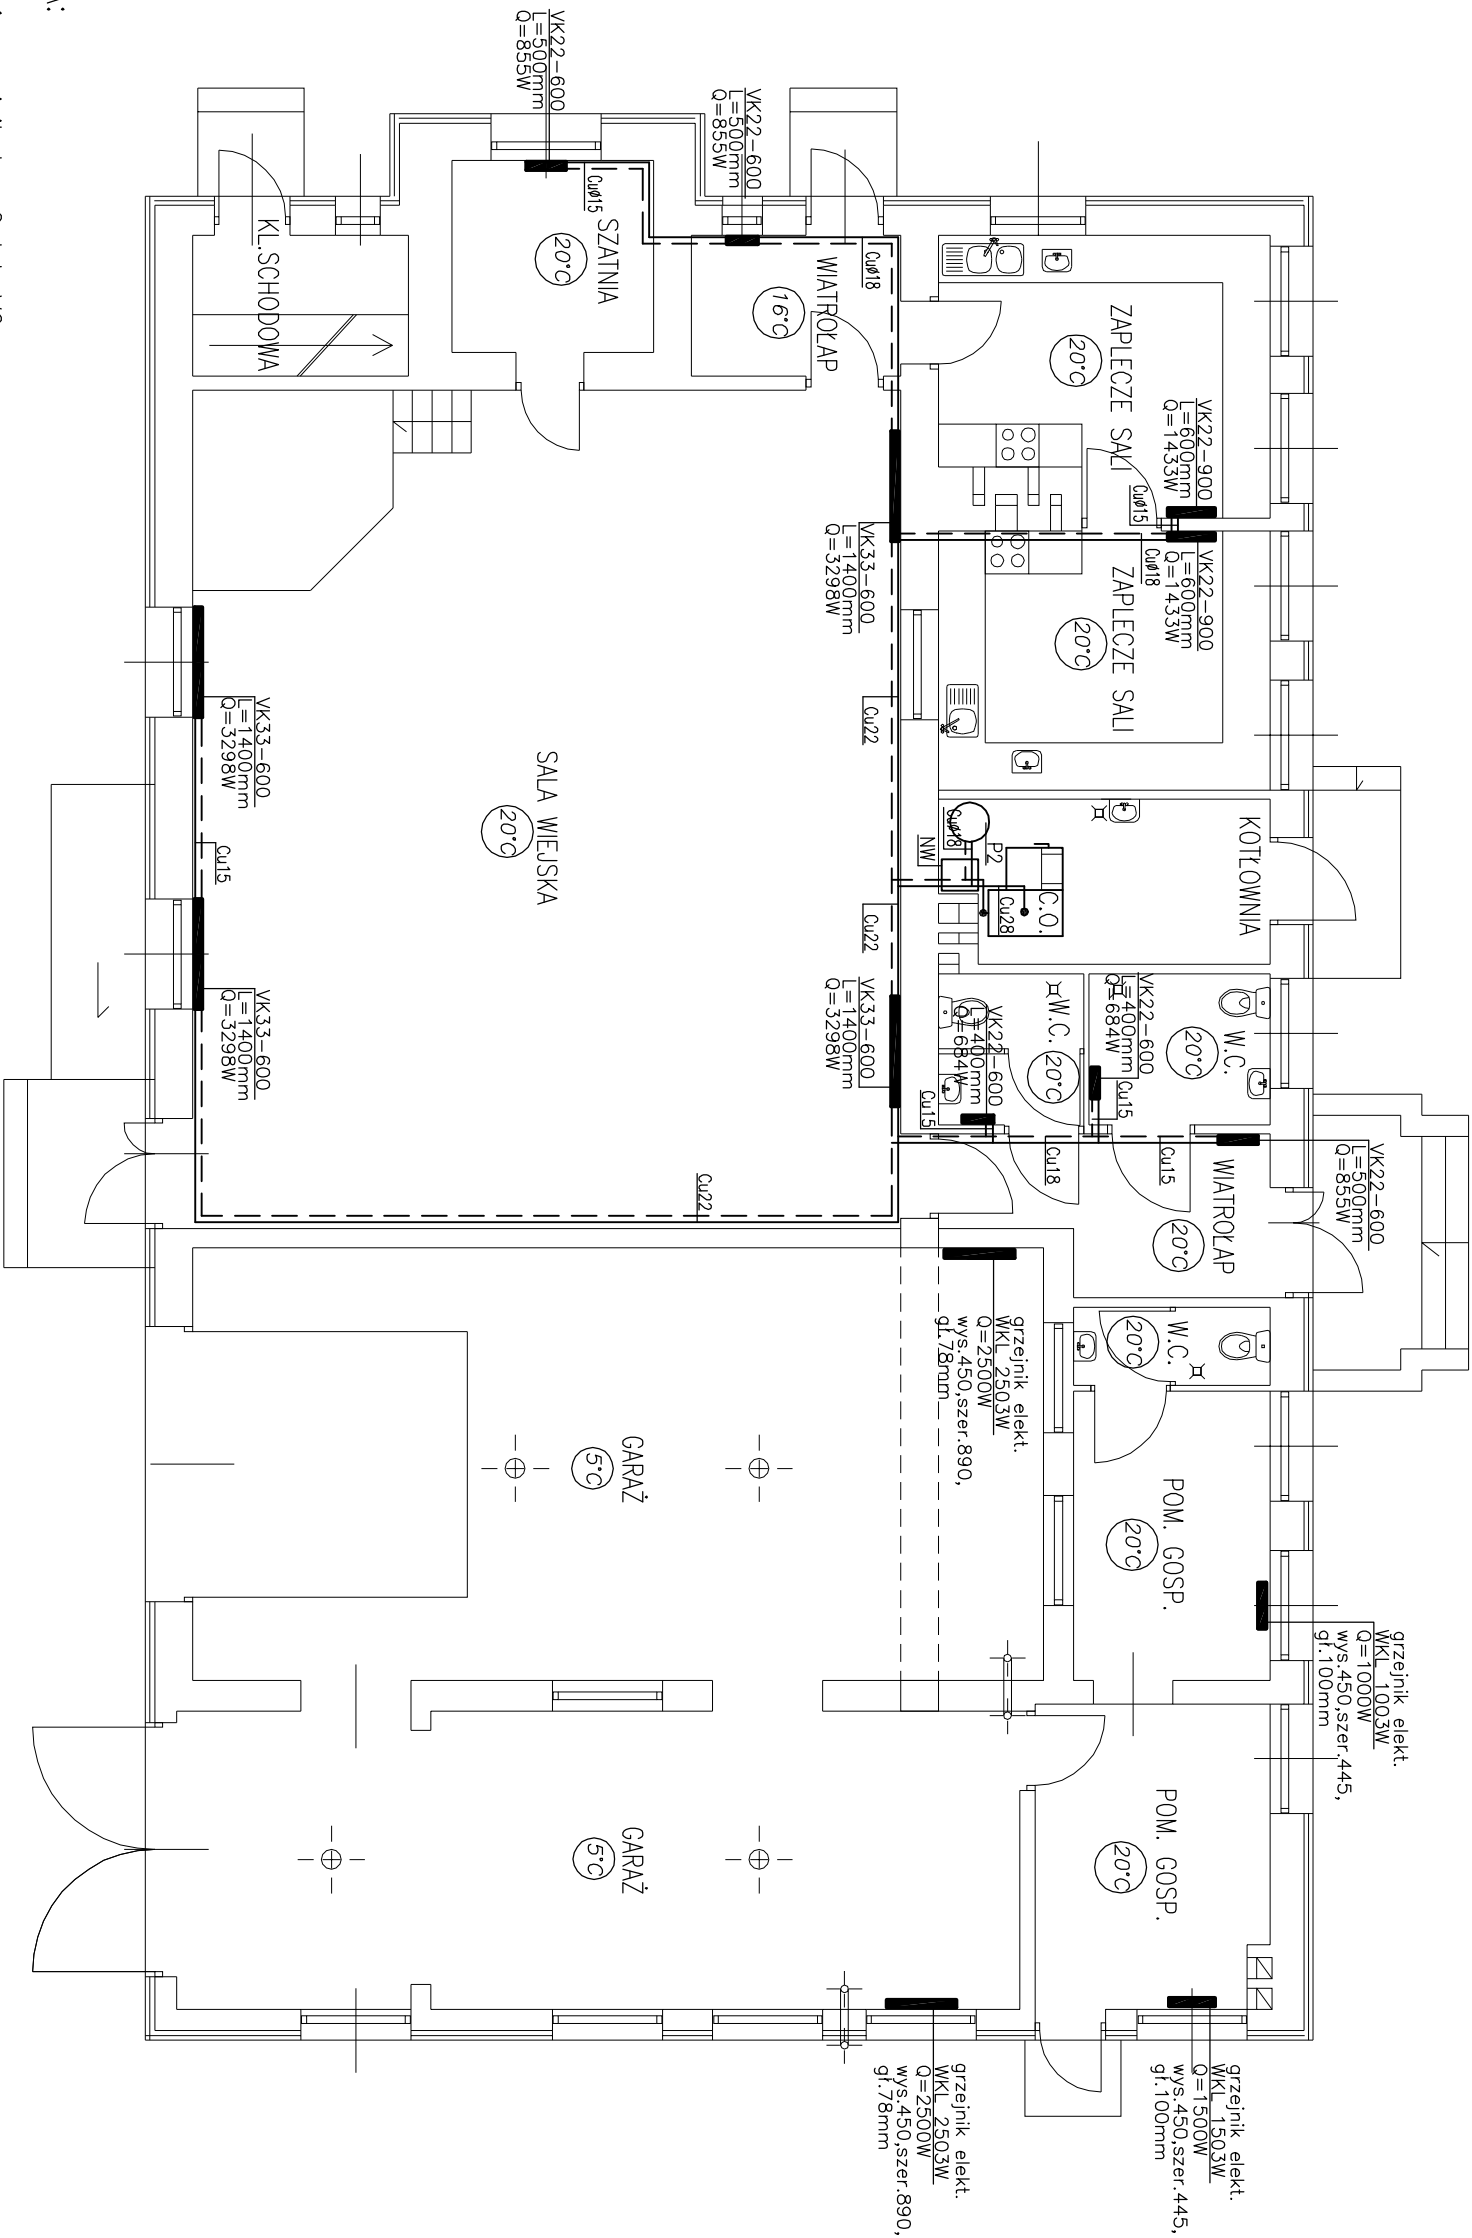 grzejnik elekt.
WKL 1003W
Q=1000W
wys.450,szer.445,
gł.100mm
VK22-600
L=500mm
Q=855W
KOTŁOWNIA
W.C.
20°C
WIATROŁAP
20°C
W.C.
20°C
POM. GOSP.
20°C
POM. GOSP.
20°C
grzejnik elekt.
WKL 1503W
Q=1500W
wys.450,szer.445,
gł.100mm
VK22-900
L=600mm
Q=1433W
VK22-900
L=600mm
Q=1433W
Cuø15
Cuø18
ZAPLECZE SALI
20°C
ZAPLECZE SALI
20°C
VK22-600
L=400mm
Q=684W
Cu15
Cu15
Cu18
W.C.
20°C
C.O.
Cu28
P2
Cuø18
NW
VK22-600
L=400mm
Q=684W
Cu15
grzejnik elekt.
WKL 2503W
Q=2500W
wys.450,szer.890,
gł.78mm
grzejnik elekt.
WKL 2503W
Q=2500W
wys.450,szer.890,
gł.78mm
Cuø18
WIATROŁAP
16°C
VK33-600
L=1400mm
Q=3298W
Cu22
Cu22
VK33-600
L=1400mm
Q=3298W
VK22-600
L=500mm
Q=855W
Cu22
SZATNIA
20°C
Cuø15
VK22-600
L=500mm
Q=855W
SALA WIEJSKA
20°C
GARAŻ
5°C
GARAŻ
5°C
KL.SCHODOWA
VK33-600
L=1400mm
Q=3298W
Cu15
VK33-600
L=1400mm
Q=3298W